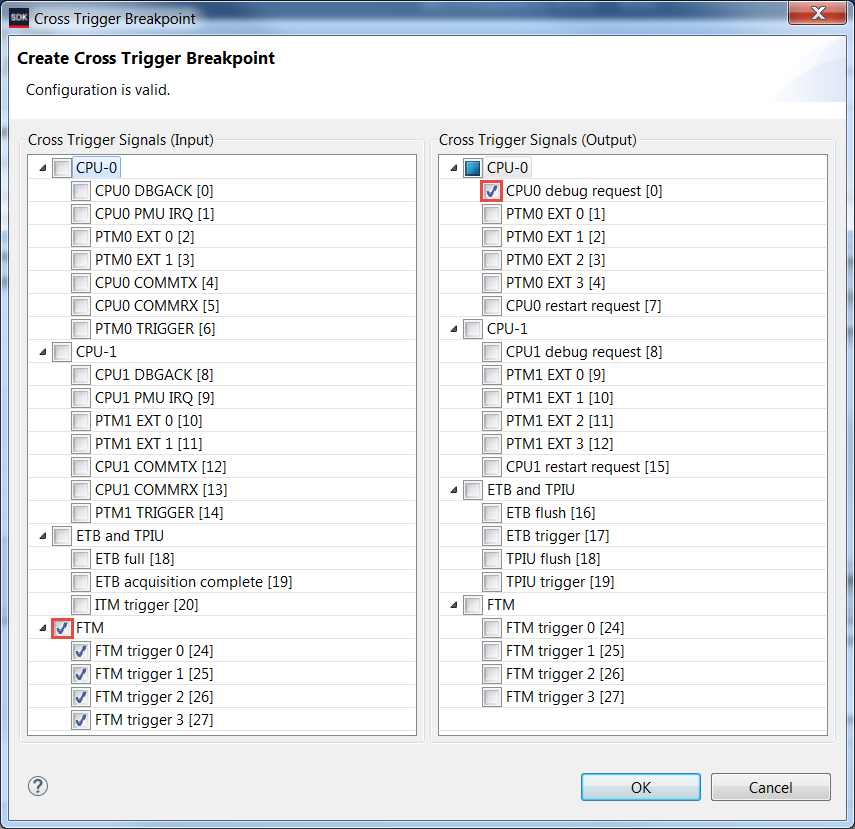 SDK Cross Trigger Breakpoint
Create Cross Trigger Breakpoint
Configuration is valid.
Cross Trigger Signals (Input)
CPU-0
CPU0 DBGACK [0]
CPU0 PMU IRQ [1]
PTM0 EXT 0 [2]
PTM0 EXT 1 [3]
CPU0 COMMTX [4]
CPU0 COMMRX [5]
PTM0 TRIGGER [6]
CPU-1
CPU1 DBGACK [8]
CPU1 PMU IRQ [9]
PTM1 EXT 0 [10]
PTM1 EXT 1 [11]
CPU1 COMMTX [12]
CPU1 COMMRX [13]
PTM1 TRIGGER [14]
ETB and TPIU
ETB full [18]
ETB acquisition complete [19]
ITM trigger [20]
FTM
FTM trigger 0 [24]
FTM trigger 1 [25]
FTM trigger 2 [26]
FTM trigger 3 [27]
Cross Trigger Signals (Output)
CPU-0
CPU0 debug request [0]
PTM0 EXT 0 [1]
PTM0 EXT 1 [2]
PTM0 EXT 2 [3]
PTM0 EXT 3 [4]
CPU0 restart request [7]
CPU-1
CPU1 debug request [8]
PTM1 EXT 0 [9]
PTM1 EXT 1 [10]
PTM1 EXT 2 [11]
PTM1 EXT 3 [12]
CPU1 restart request [15]
ETB and TPIU
ETB flush [16]
ETB trigger [17]
TPIU flush [18]
TPIU trigger [19]
FTM
FTM trigger 0 [24]
FTM trigger 1 [25]
FTM trigger 2 [26]
FTM trigger 3 [27]
?
OK
Cancel